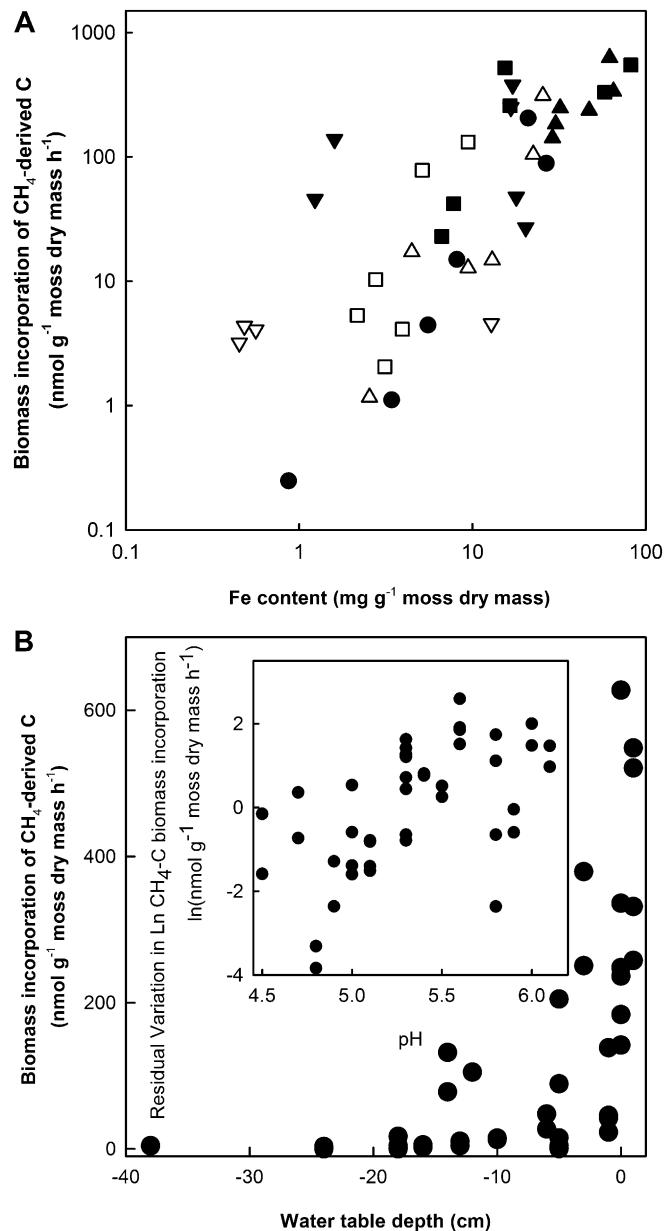 A
1000
100
10
1
0.1
Biomass incorporation of CH4-derived C
(nmol g-1 moss dry mass h-1)
0.1
1
10
100
Fe content (mg g-1 moss dry mass)
B
600
400
200
0
Biomass incorporation of CH4-derived C
(nmol g-1 moss dry mass h-1)
Residual Variation in Ln CH4-C biomass incorporation
ln(nmol g-1 moss dry mass h-1)
2
0
-2
-4
4.5
5.0
5.5
6.0
pH
-40
-30
-20
-10
0
Water table depth (cm)